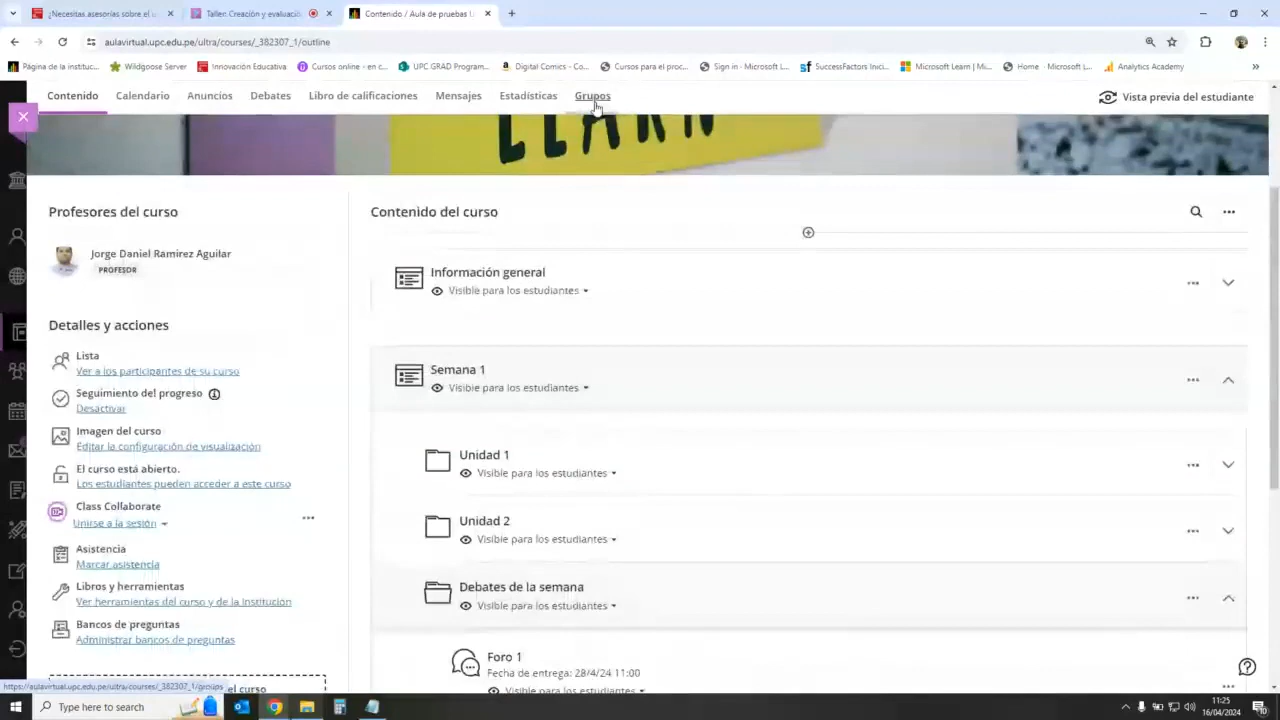 ¿Necesitas asesorías sobre el u
Taller: Creación y evaluació
Contenido / Aula de pruebas U
aulavirtual.upc.edu.pe/ultra/courses/_382307_1/outline
Página de la instituc...
Wildgoose Server
Innovación Educativa
Cursos online - en c...
UPC GRAD Program...
Digital Comics - Co...
Cursos para el proc...
Sign in - Microsoft L...
SuccessFactors Inici...
Microsoft Learn | Mi...
Home - Microsoft L...
Analytics Academy
Contenido
Calendario
Anuncios
Debates
Libro de calificaciones
Mensajes
Estadísticas
Grupos
Vista previa del estudiante
LEARN
Profesores del curso
Jorge Daniel Ramirez Aguilar
PROFESOR
Detalles y acciones
Lista
Ver a los participantes de su curso
Seguimiento del progreso
Desactivar
Imagen del curso
Editar la configuración de visualización
El curso está abierto.
Los estudiantes pueden acceder a este curso
Class Collaborate
Unirse a la sesión
Asistencia
Marcar asistencia
Libros y herramientas
Ver herramientas del curso y de la institución
Bancos de preguntas
Administrar bancos de preguntas
el curso
Contenido del curso
Información general
Visible para los estudiantes
Semana 1
Visible para los estudiantes
Unidad 1
Visible para los estudiantes
Unidad 2
Visible para los estudiantes
Debates de la semana
Visible para los estudiantes
Foro 1
Fecha de entrega: 28/4/24 11:00
Visible para los estudiantes
https://aulavirtual.upc.edu.pe/ultra/courses/_382307_1/groups
Type here to search
11:25
16/04/2024